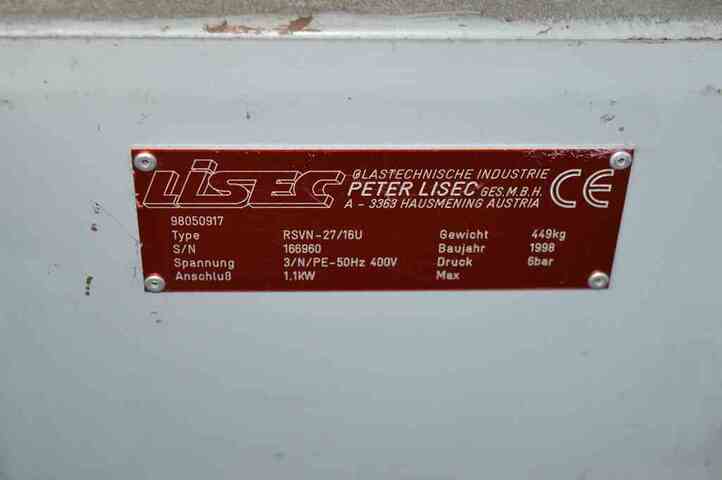 LISEC
GLASTECHNISCHE INDUSTRIE
PETER LISEC GES.M.B.H.
A - 3363 HAUSMENING AUSTRIA
CE
98050917
Type RSVN-27/16U Gewicht 449kg
S/N 166960 Baujahr 1998
Spannung 3/N/PE-50Hz 400V Druck 6bar
Anschluß 1.1kW Max